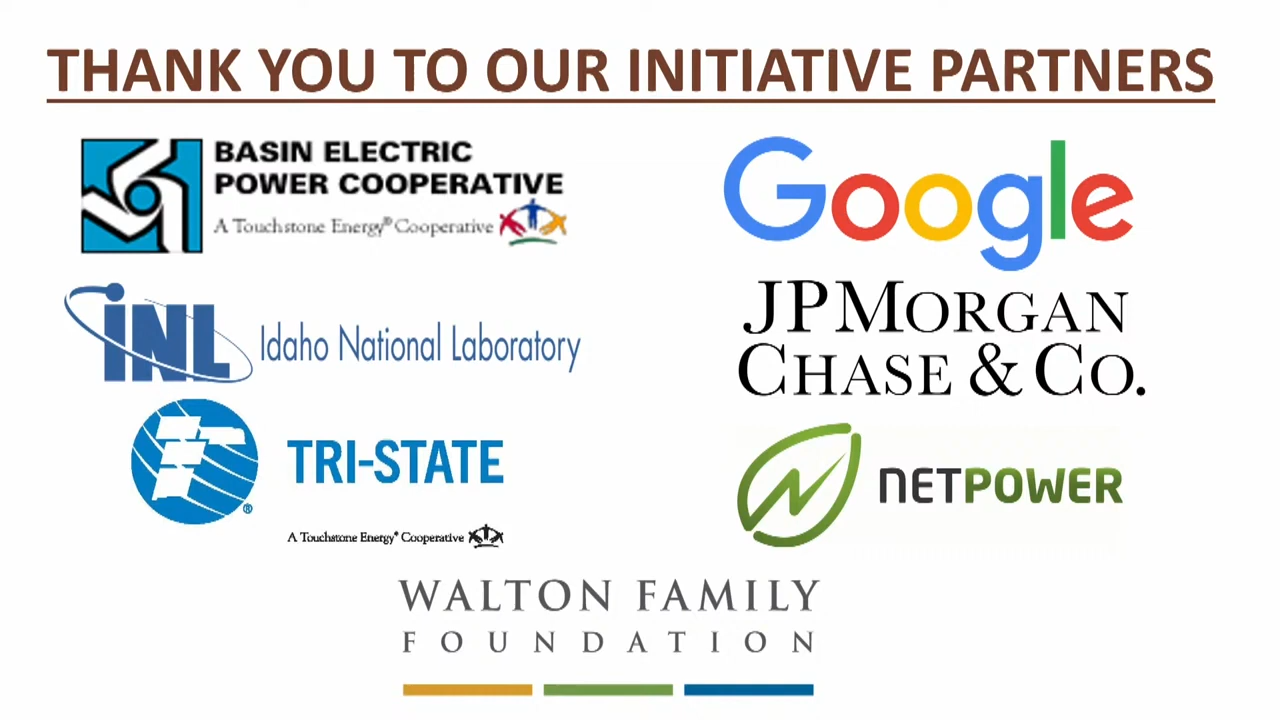 THANK YOU TO OUR INITIATIVE PARTNERS
BASIN ELECTRIC
POWER COOPERATIVE
A Touchstone Energy® Cooperative
Google
INL Idaho National Laboratory
JPMORGAN
CHASE & CO.
TRI-STATE
®
A Touchstone Energy® Cooperative
NETPOWER
WALTON FAMILY
FOUNDATION